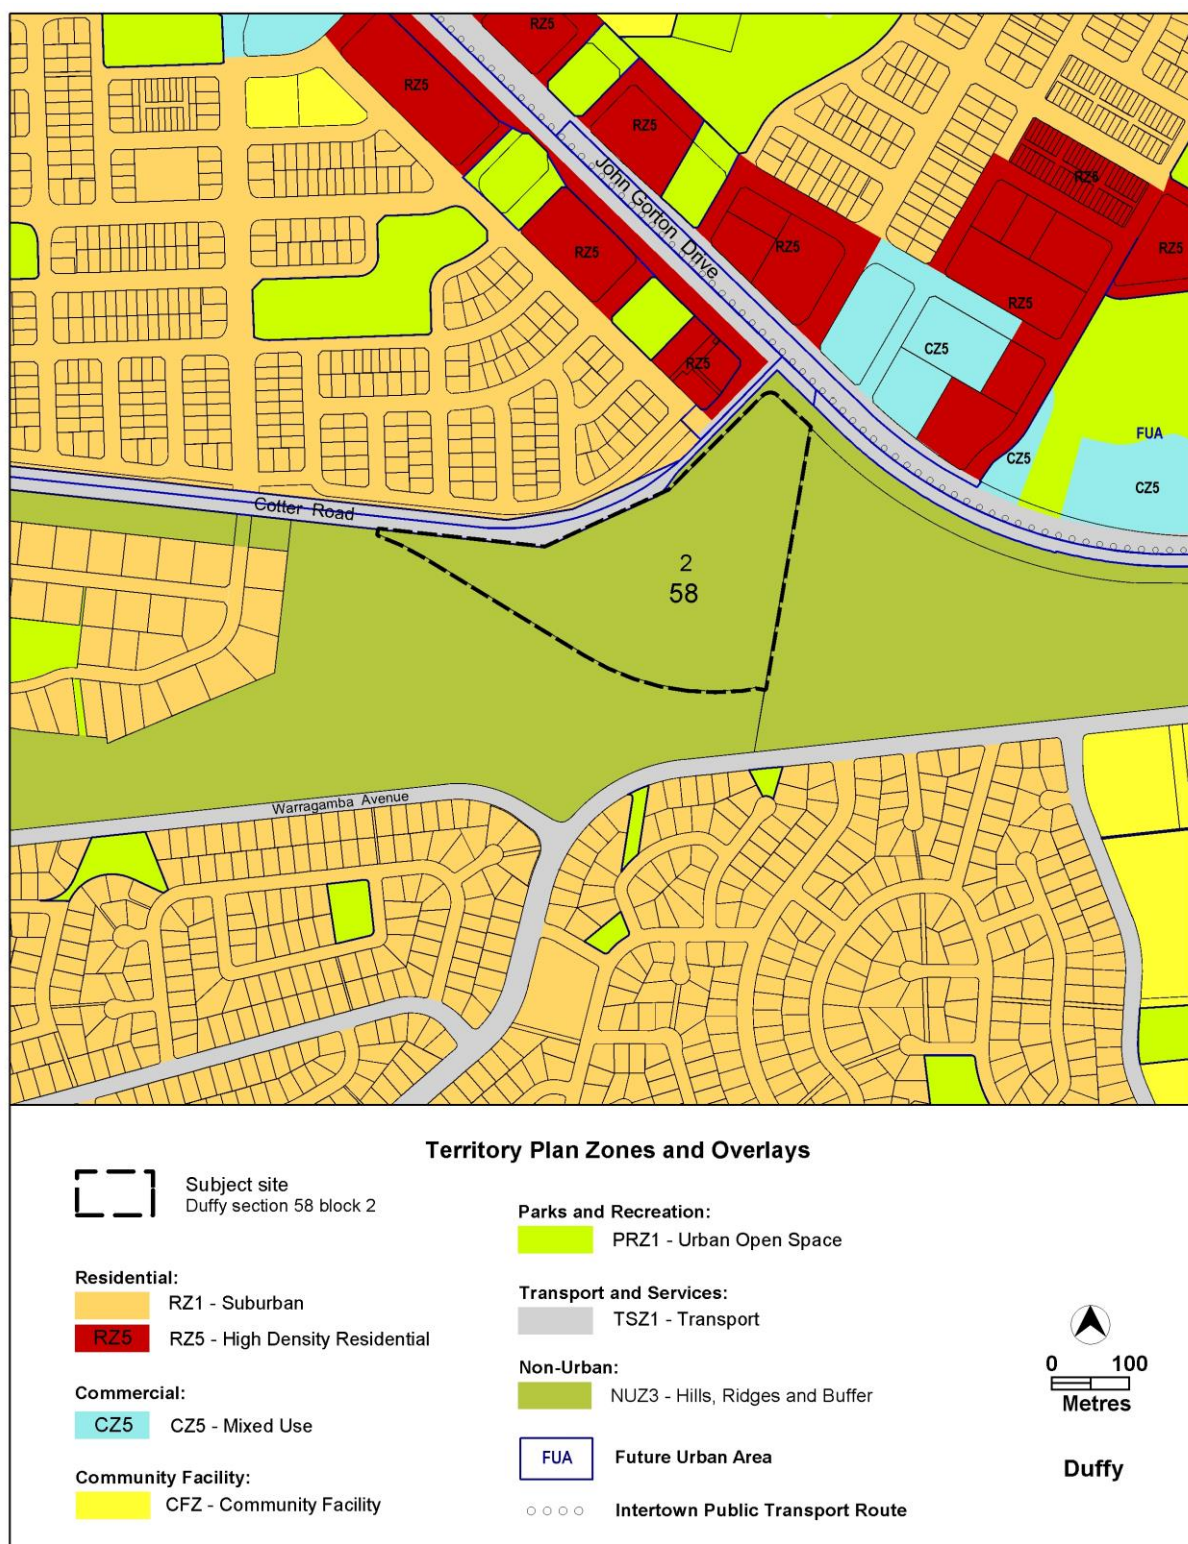 RZ5
RZ5
RZ5
John Gorton Drive
RZ5
RZ5
RZ5
RZ5
RZ5
RZ5
CZ5
RZ5
FUA
CZ5
CZ5
Cotter Road
2
58
Warragamba Avenue
Territory Plan Zones and Overlays
Subject site
Duffy section 58 block 2
Residential:
RZ1 - Suburban
RZ5 RZ5 - High Density Residential
Commercial:
CZ5 CZ5 - Mixed Use
Community Facility:
CFZ - Community Facility
Parks and Recreation:
PRZ1 - Urban Open Space
Transport and Services:
TSZ1 - Transport
Non-Urban:
NUZ3 - Hills, Ridges and Buffer
FUA Future Urban Area
Intertown Public Transport Route
0 100
Metres
Duffy